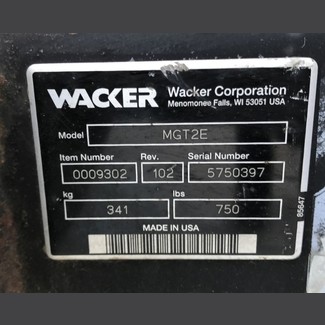 WACKER
Wacker Corporation
Menomonee Falls, WI 53051 USA
Model MGT2E
Item Number Rev. Serial Number
0009302 102 5750397
kg lbs
341 750
85647
MADE IN USA